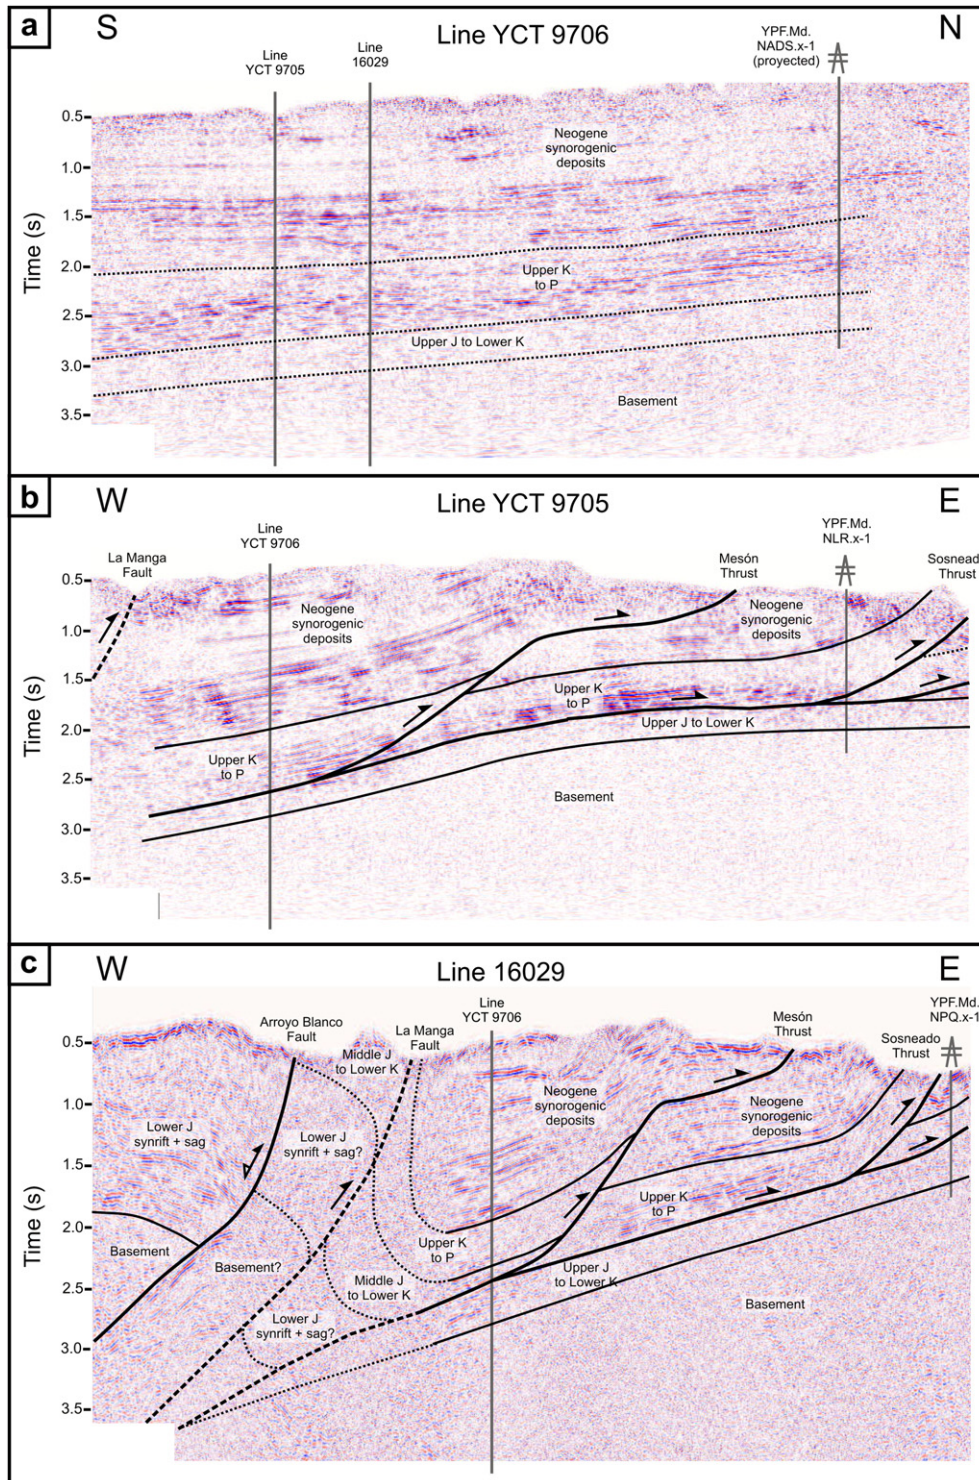 a
S
Line YCT 9706
N
Line
YCT 9705
Line
16029
YPF.Md.
NADS.x-1
(proyected)
Time (s)
0.5
1.0
1.5
2.0
2.5
3.0
3.5
Neogene
synorogenic
deposits
Upper K
to P
Upper J to Lower K
Basement
b
W
Line YCT 9705
E
La Manga
Fault
Line
YCT 9706
Mesón
Thrust
YPF.Md.
NLR.x-1
Sosnead
Thrust
Time (s)
0.5
1.0
1.5
2.0
2.5
3.0
3.5
Neogene
synorogenic
deposits
Neogene
synorogenic
deposits
Upper K
to P
Upper J to Lower K
Upper K
to P
Basement
c
W
Line 16029
E
Arroyo Blanco
Fault
Middle J
to Lower K
La Manga
Fault
Line
YCT 9706
Mesón
Thrust
Sosneado
Thrust
YPF.Md.
NPQ.x-1
Time (s)
0.5
1.0
1.5
2.0
2.5
3.0
3.5
Lower J
synrift + sag
Lower J
synrift + sag?
Neogene
synorogenic
deposits
Neogene
synorogenic
deposits
Basement
Basement?
Upper K
to P
Upper K
to P
Middle J
to Lower K
Upper J
to Lower K
Lower J
synrift + sag?
Basement